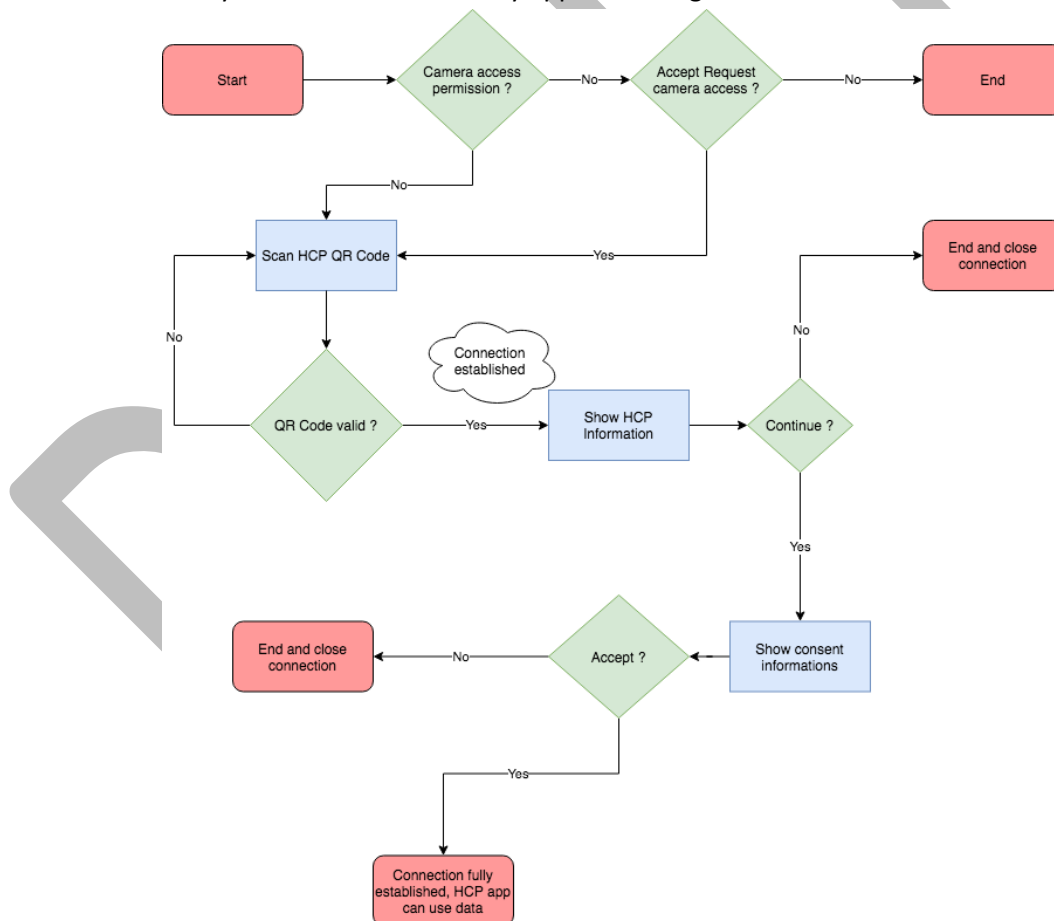 Start
Camera access
permission ?
No
Accept Request
camera access ?
No
End
No
Scan HCP QR Code
Yes
End and close
connection
No
No
Connection
established
QR Code valid ?
Yes
Show HCP
Information
Continue ?
Yes
End and close
connection
No
Accept ?
Show consent
informations
Yes
Connection fully
established, HCP app
can use data